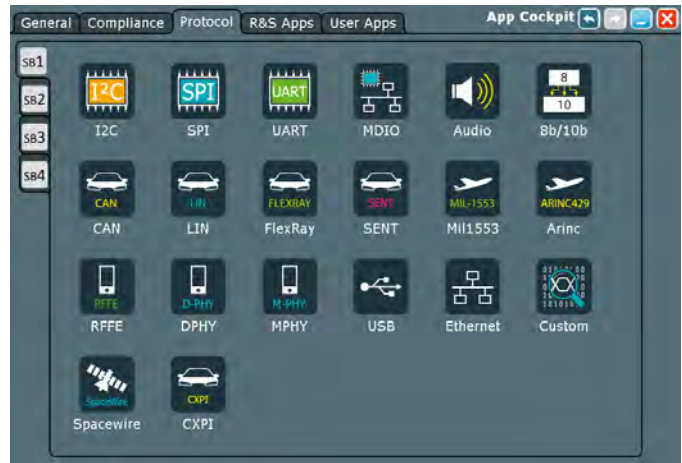 General Compliance Protocol R&S Apps User Apps App Cockpit
SB1
SB2
SB3
SB4
I²C SPI UART 8 10
I2C SPI UART MDIO Audio 8b/10b
CAN LIN FLEXRAY SENT MIL-1553 ARINC429
CAN LIN FlexRay SENT Mil1553 Arinc
RFFE D-PHY M-PHY
RFFE DPHY MPHY USB Ethernet Custom
SpaceWire CXPI
Spacewire CXPI